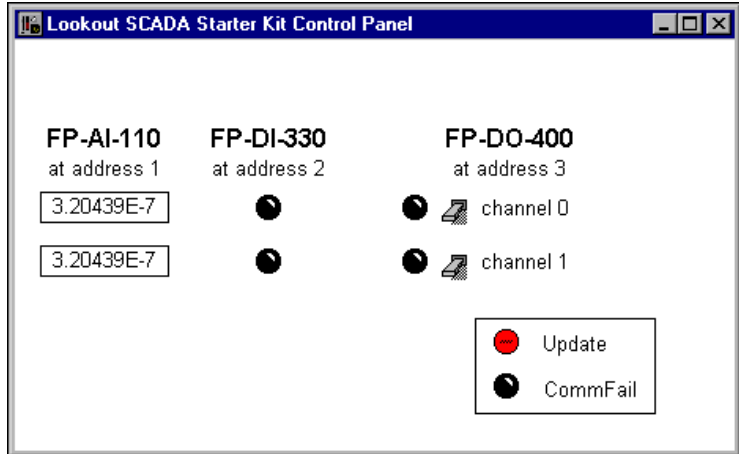 Lookout SCADA Starter Kit Control Panel
FP-AI-110 FP-DI-330 FP-DO-400
at address 1 at address 2 at address 3
3.20439E-7 channel 0
3.20439E-7 channel 1
Update
CommFail